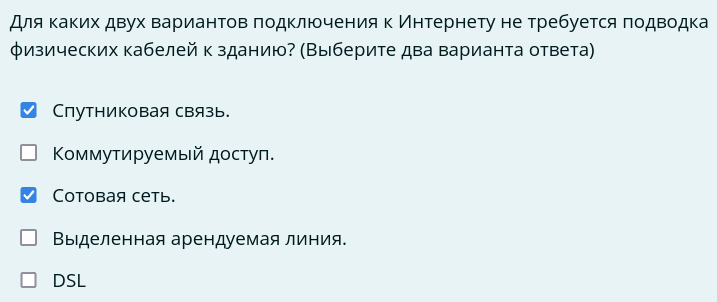 Для каких двух вариантов подключения к Интернету не требуется подводка
физических кабелей к зданию? (Выберите два варианта ответа)
Спутниковая связь.
Коммутируемый доступ.
Сотовая сеть.
Выделенная арендуемая линия.
DSL